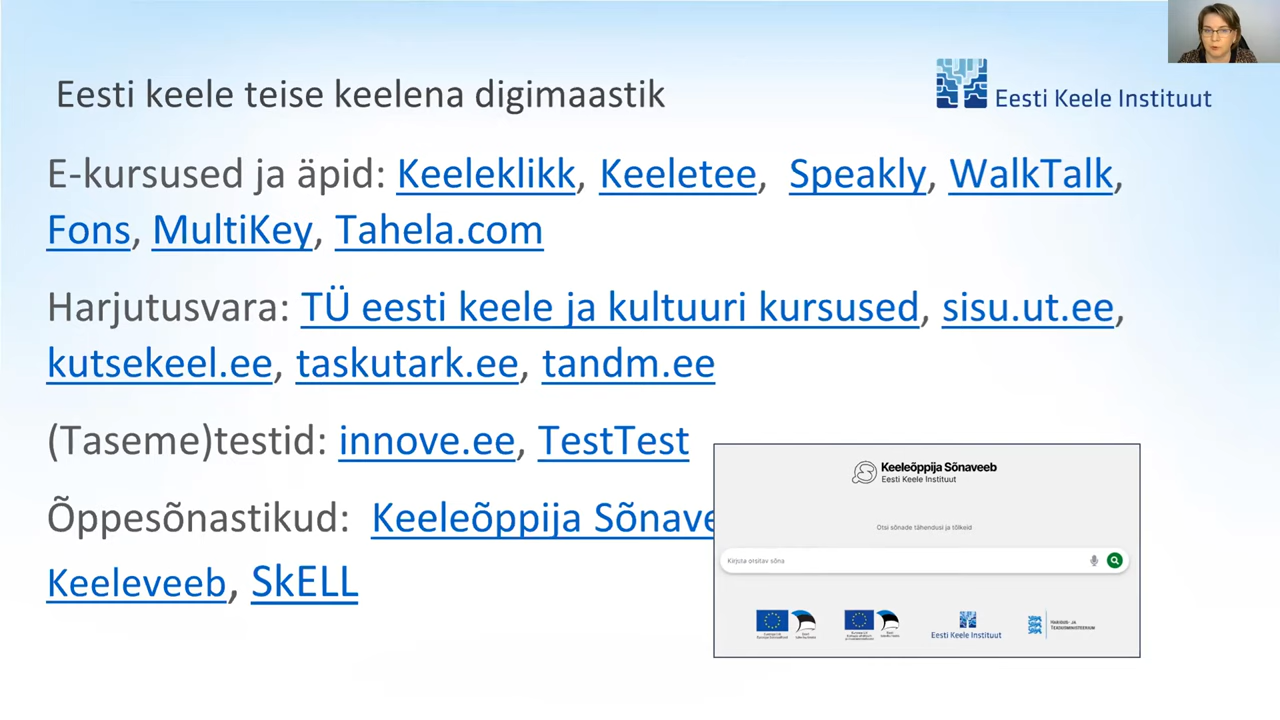 Eesti keele teise keelena digimaastik
Eesti Keele Instituut
E-kursused ja äpid: Keeleklikk, Keeletee, Speakly, WalkTalk,
Fons, MultiKey, Tahela.com
Harjutusvara: TÜ eesti keele ja kultuuri kursused, sisu.ut.ee,
kutsekeel.ee, taskutark.ee, tandm.ee
(Taseme)testid: innove.ee, TestTest
Õppesõnastikud: Keeleõppija
Keeleveeb, SkELL
Keeleõppija Sõnaveeb
Eesti Keele Instituut
Otsi sõnade tähendusi ja tõlkeid
Kirjuta otsitav sõna
Eesti Keele Instituut